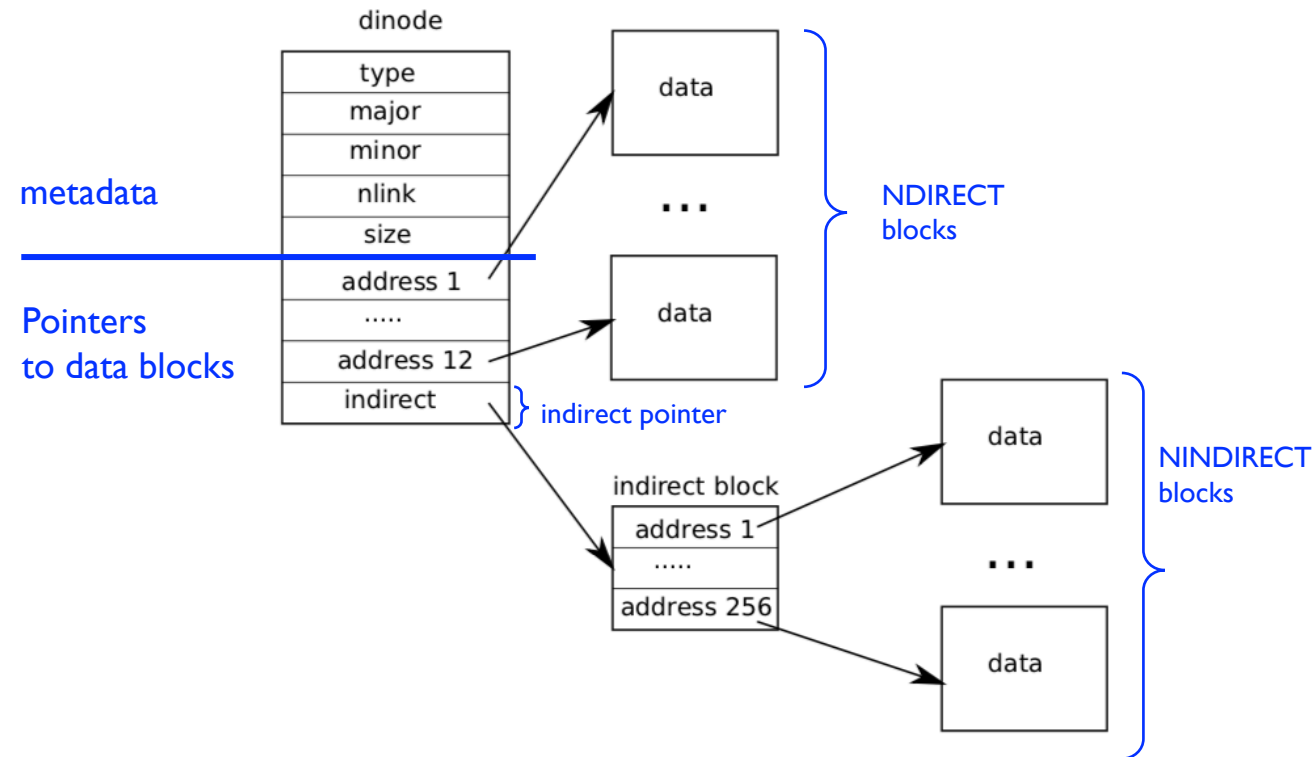 dinode
type
major
minor
nlink
size
address 1
.....
address 12
indirect
metadata
Pointers
to data blocks
data
...
data
NDIRECT
blocks
indirect pointer
indirect block
address 1
.....
address 256
data
...
data
NINDIRECT
blocks